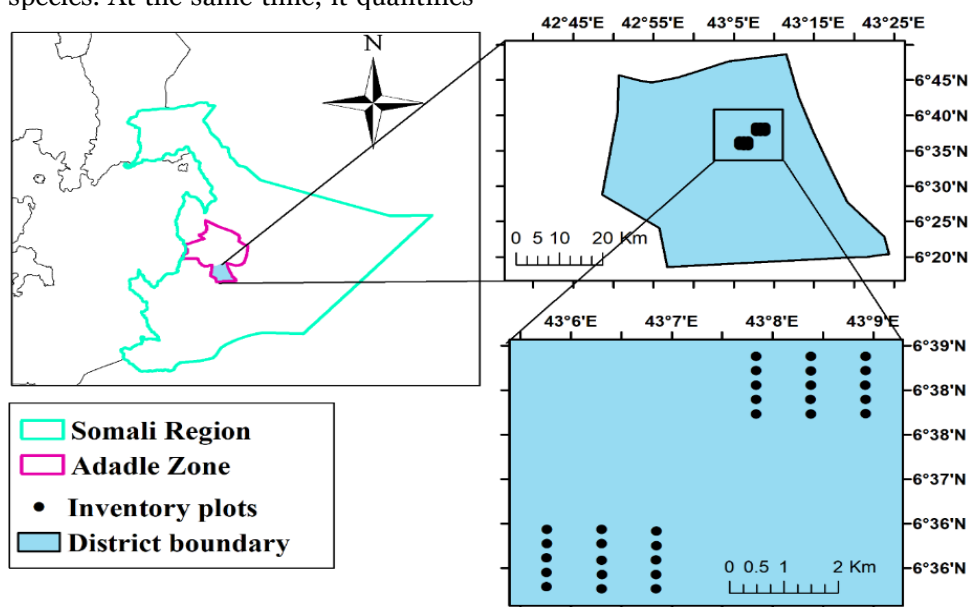 species. At the same time, it quantifies
N
42°45'E 42°55'E 43°5'E 43°15'E 43°25'E
6°45'N
6°40'N
6°35'N
6°30'N
6°25'N
6°20'N
0 5 10 20 Km
43°6'E 43°7'E 43°8'E 43°9'E
6°39'N
6°38'N
6°38'N
6°37'N
6°36'N
6°36'N
0 0.5 1 2 Km
Somali Region
Adadle Zone
Inventory plots
District boundary